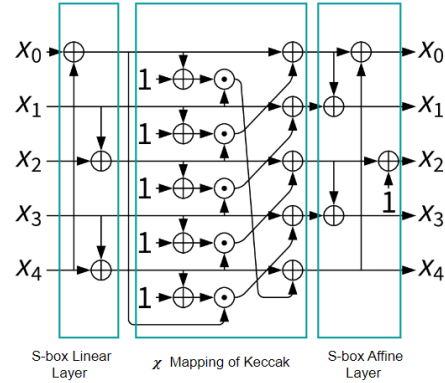 X0 X0
1
X1 X1
1
X2 X2
1
1
X3 X3
1
X4 X4
1
S-box Linear Layer
χ Mapping of Keccak
S-box Affine Layer